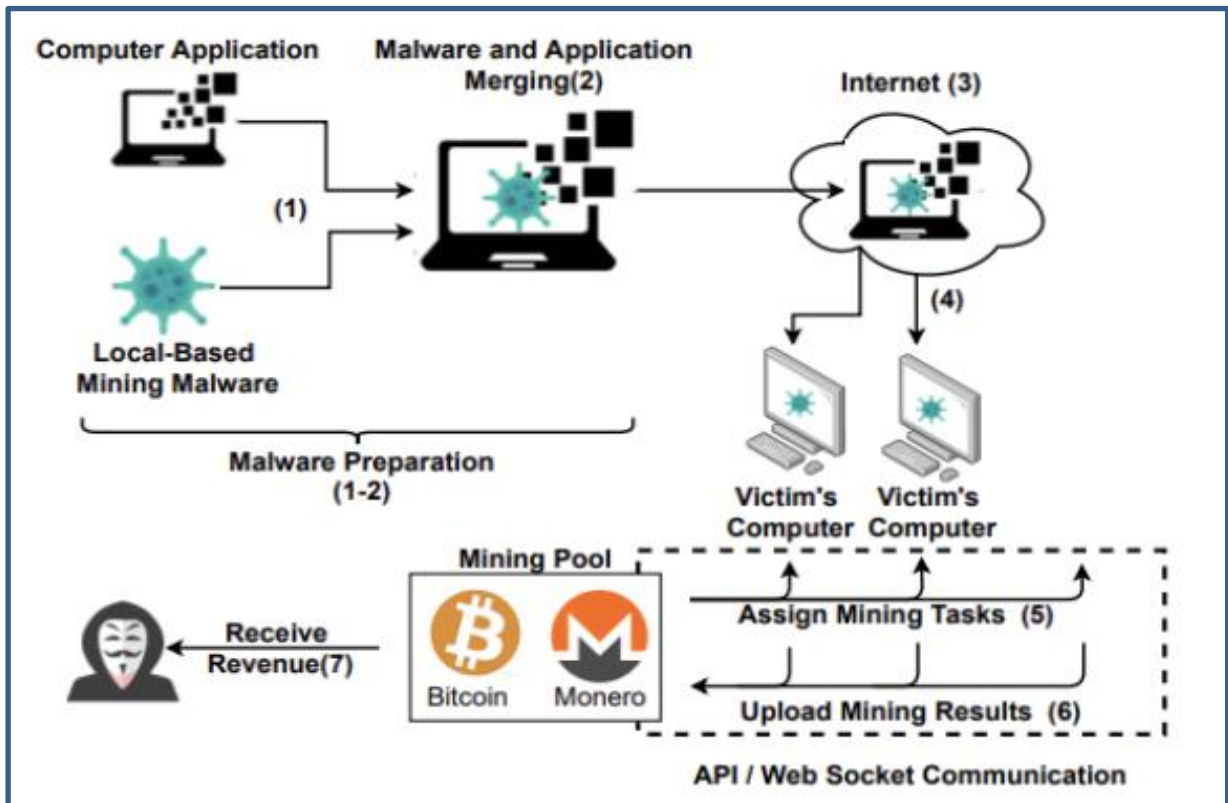 Computer Application
Malware and Application
Merging(2)
Internet (3)
(1)
(4)
Local-Based
Mining Malware
Malware Preparation
(1-2)
Victim's
Computer
Victim's
Computer
Mining Pool
Assign Mining Tasks (5)
Receive
Revenue(7)
Bitcoin
Monero
Upload Mining Results (6)
API / Web Socket Communication